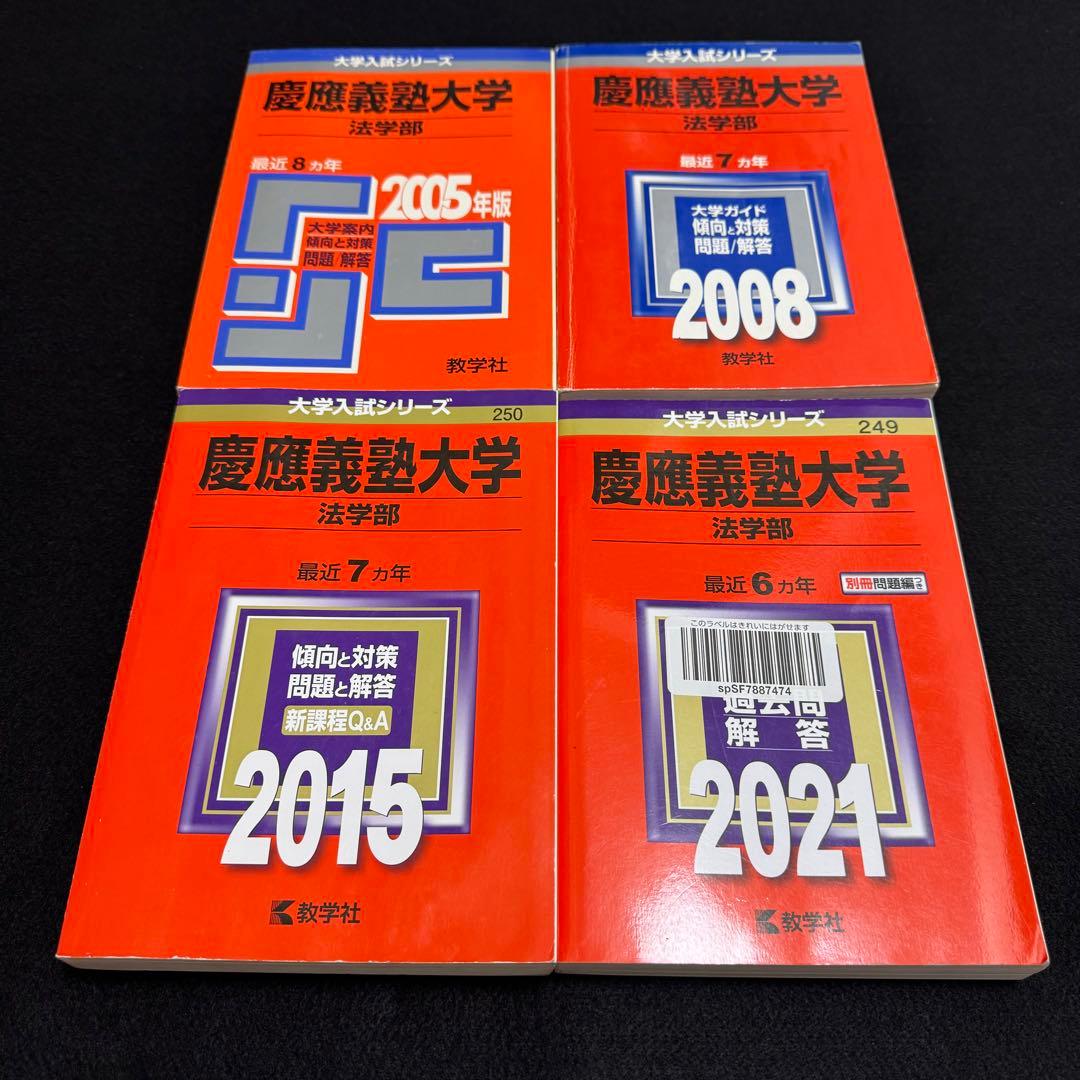 大学入試シリーズ
慶應義塾大学
法学部
最近8ヵ年
2005年版
大学案内
傾向と対策
問題/解答
教学社
大学入試シリーズ
慶應義塾大学
法学部
最近7ヵ年
大学ガイド
傾向と対策
問題/解答
2008
教学社
大学入試シリーズ
250
慶應義塾大学
法学部
最近7ヵ年
傾向と対策
問題と解答
新課程Q&A
2015
教学社
大学入試シリーズ
249
慶應義塾大学
法学部
最近6ヵ年
別冊問題編つき
このラベルはきれいにはがせます
spSF7887474
過去問
解答
2021
教学社